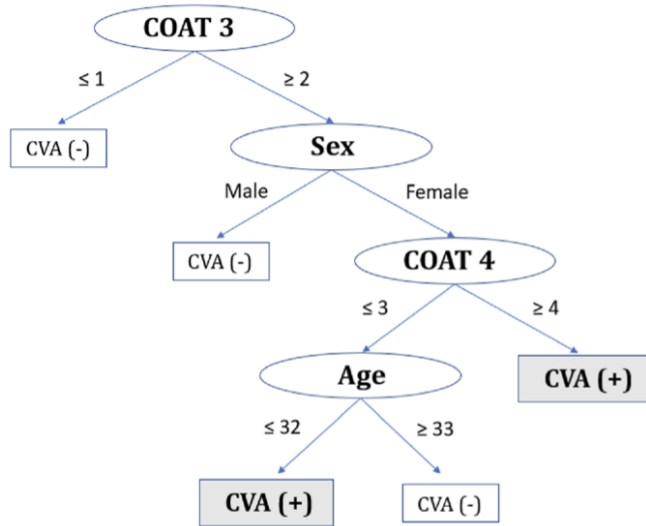 COAT 3
≤ 1
≥ 2
CVA (-)
Sex
Male
Female
CVA (-)
COAT 4
≤ 3
≥ 4
Age
CVA (+)
≤ 32
≥ 33
CVA (+)
CVA (-)